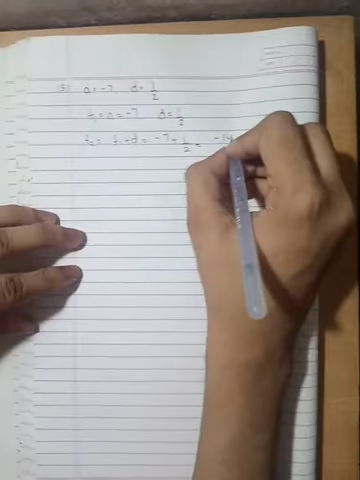 (3) a = -7, d = 1/2
t₁ = a = -7 d = 1/2
t₂ = t₁ + d = -7 + 1/2 = -14